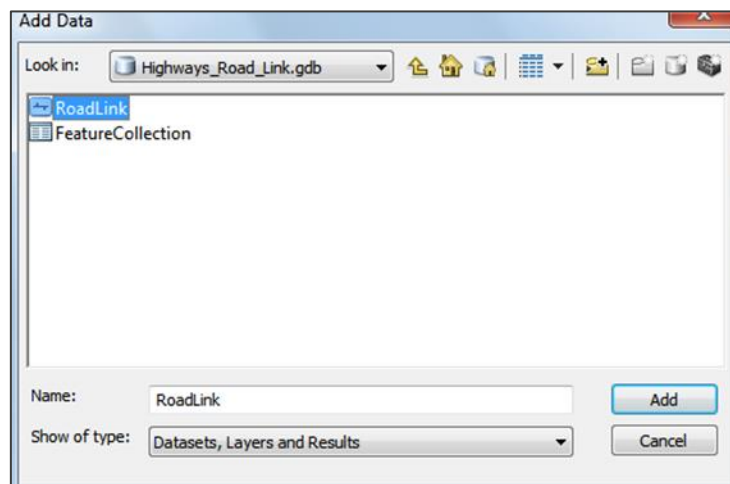 Add Data
Look in: Highways_Road_Link.gdb
RoadLink
FeatureCollection
Name: RoadLink Add
Show of type: Datasets, Layers and Results Cancel